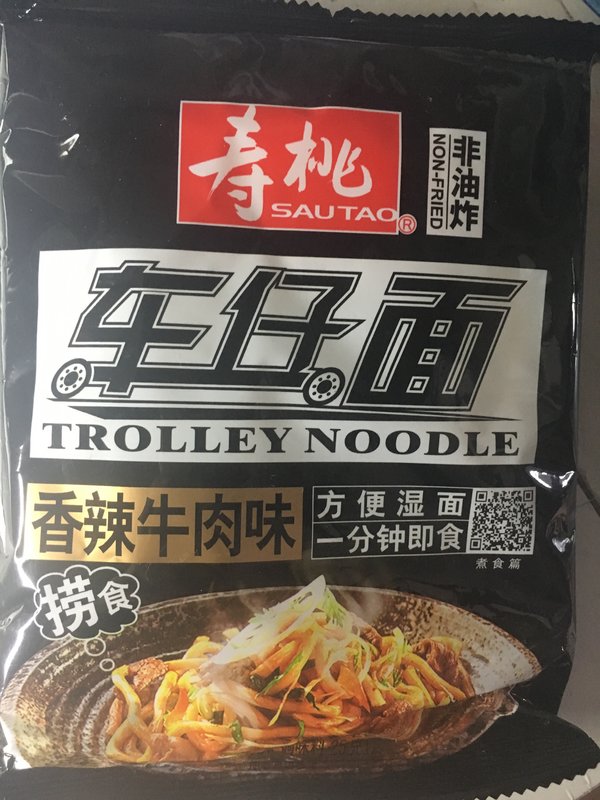 寿桃
SAUTAO®
非油炸
NON-FRIED
车仔面
TROLLEY NOODLE
香辣牛肉味
方便湿面
一分钟即食
煮食篇
捞食